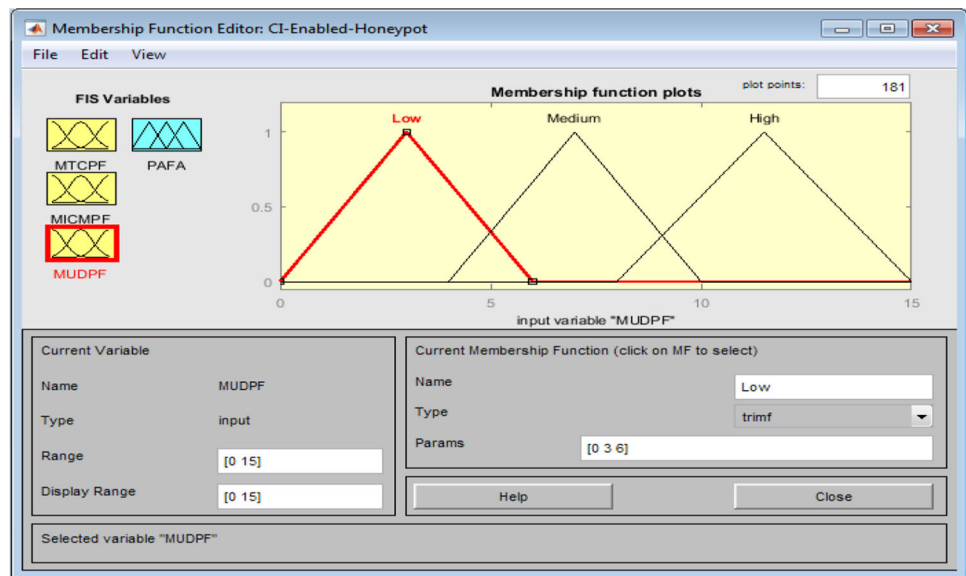 Membership Function Editor: CI-Enabled-Honeypot
File Edit View
FIS Variables
MTCPF PAFA
MICMPF
MUDPF
Membership function plots
plot points: 181
Low Medium High
1
0.5
0
0 5 10 15
input variable "MUDPF"
Current Variable
Name MUDPF
Type input
Range [0 15]
Display Range [0 15]
Current Membership Function (click on MF to select)
Name Low
Type trimf
Params [0 3 6]
Help Close
Selected variable "MUDPF"